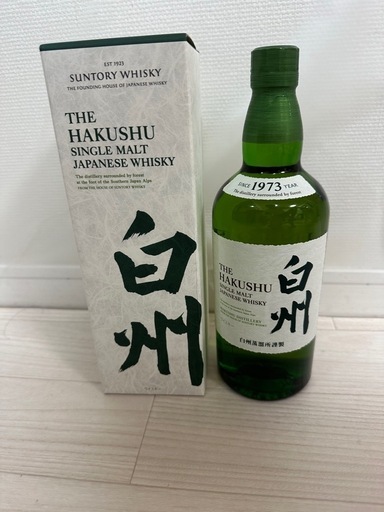 EST 1923
SUNTORY WHISKY
THE FOUNDING HOUSE OF JAPANESE WHISKY
THE
HAKUSHU
SINGLE MALT
JAPANESE WHISKY
The distillery surrounded by forest
at the foot of the Southern Japan Alps
FROM THE HOUSE OF SUNTORY WHISKY
白州
SINCE 1973 YEAR
The distillery surrounded by forest
THE
HAKUSHU
SINGLE MALT
JAPANESE WHISKY
白州
白州蒸溜所謹製